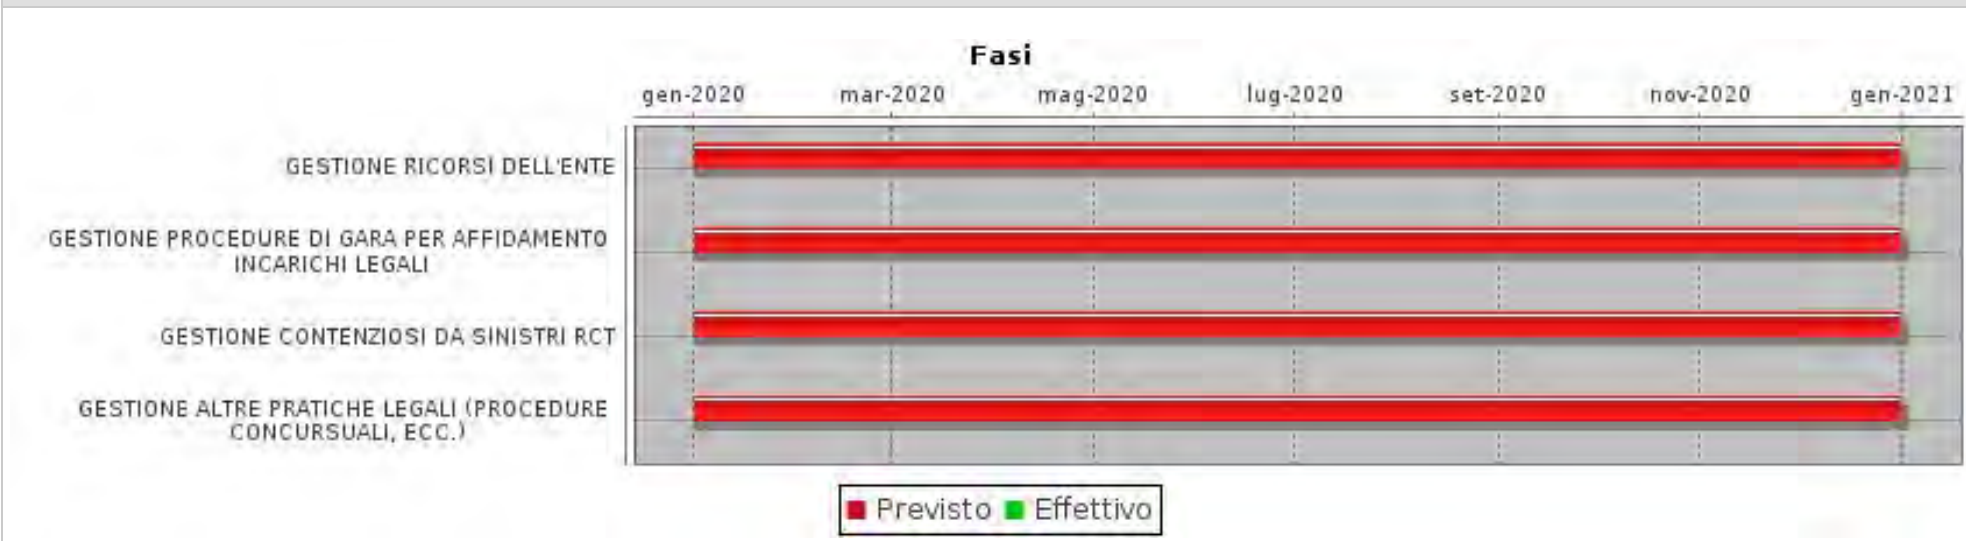 Fasi
gen-2020 mar-2020 mag-2020 lug-2020 set-2020 nov-2020 gen-2021
GESTIONE RICORSI DELL'ENTE
GESTIONE PROCEDURE DI GARA PER AFFIDAMENTO
INCARICHI LEGALI
GESTIONE CONTENZIOSI DA SINISTRI RCT
GESTIONE ALTRE PRATICHE LEGALI (PROCEDURE
CONCURSUALI, ECC.)
Previsto Effettivo